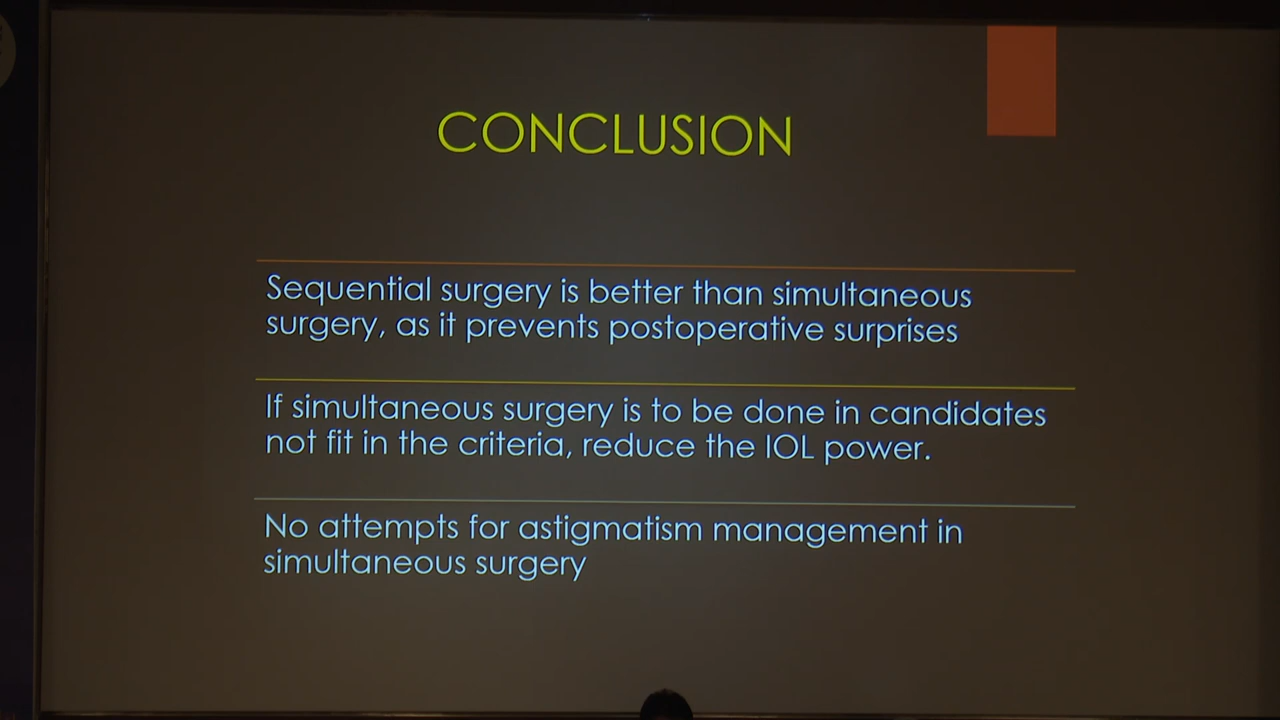 CONCLUSION
Sequential surgery is better than simultaneous
surgery, as it prevents postoperative surprises
If simultaneous surgery is to be done in candidates
not fit in the criteria, reduce the IOL power.
No attempts for astigmatism management in
simultaneous surgery